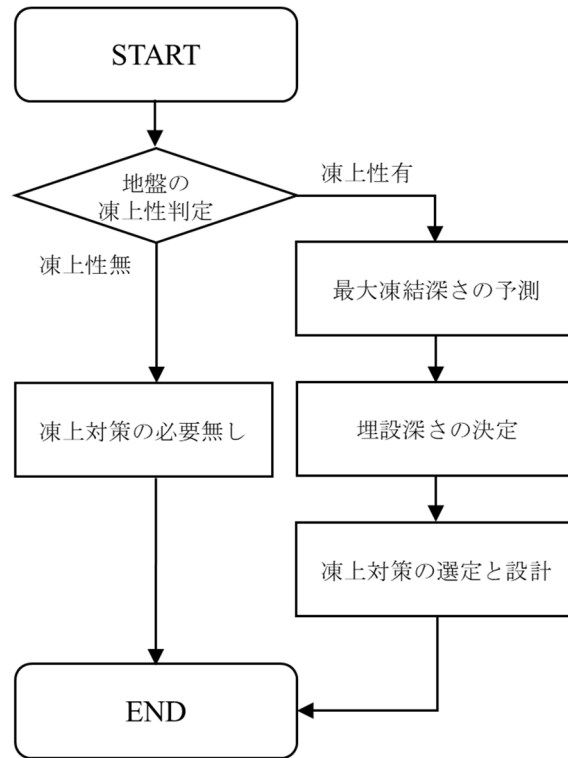 START
地盤の
凍上性判定
凍上性有
凍上性無
最大凍結深さの予測
凍上対策の必要無し
埋設深さの決定
凍上対策の選定と設計
END